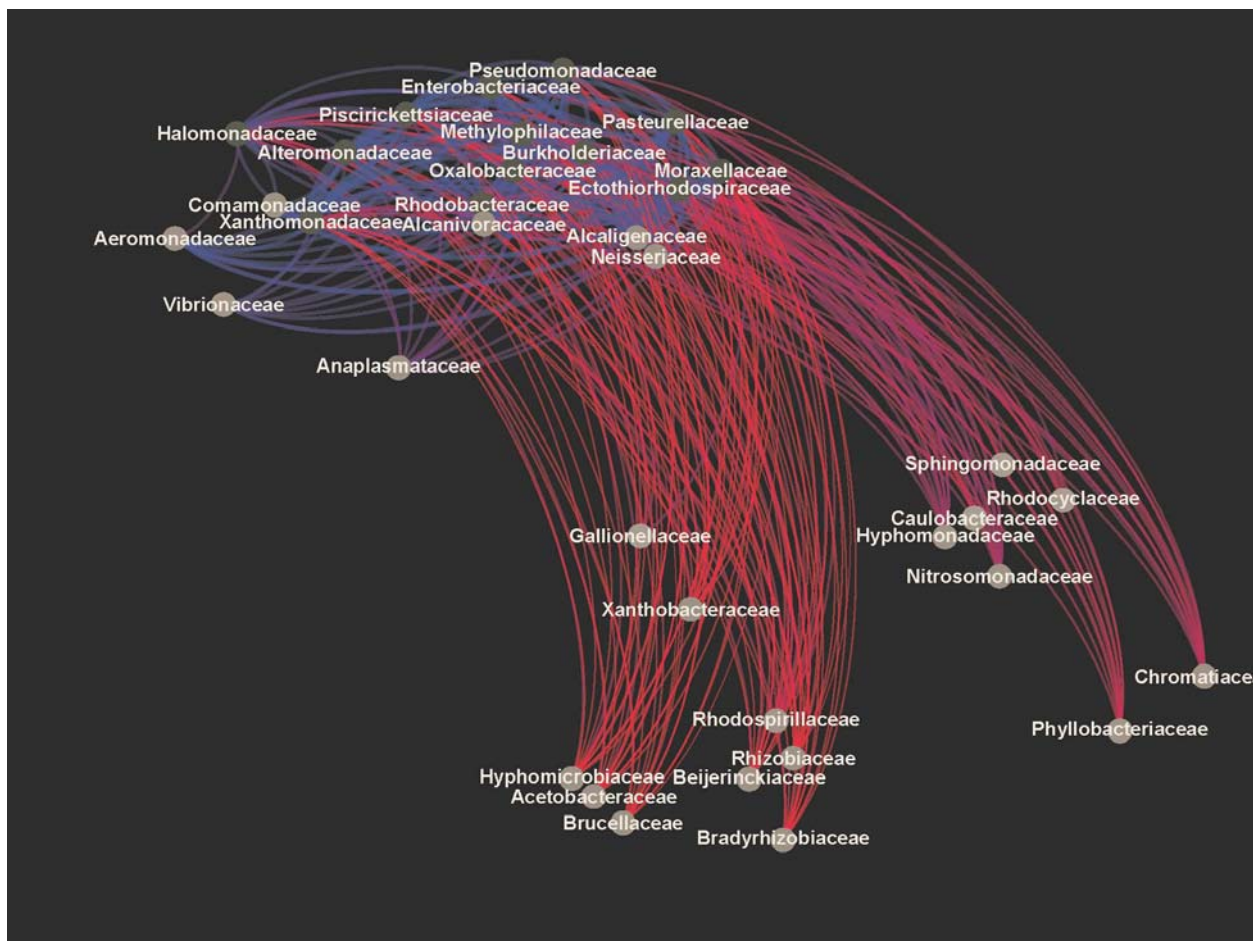 Pseudomonadaceae
Enterobacteriaceae
Piscirickettsiaceae
Pasteurellaceae
Halomonadaceae
Methylophilaceae
Alteromonadaceae
Burkholderiaceae
Oxalobacteraceae
Moraxellaceae
Ectothiorhodospiraceae
Comamonadaceae
Rhodobacteraceae
Xanthomonadaceae
Alcanivoracaceae
Aeromonadaceae
Alcaligenaceae
Neisseriaceae
Vibrionaceae
Anaplasmataceae
Sphingomonadaceae
Rhodocyclaceae
Caulobacteraceae
Gallionellaceae
Hyphomonadaceae
Nitrosomonadaceae
Xanthobacteraceae
Chromatiace
Rhodospirillaceae
Phyllobacteriaceae
Rhizobiaceae
Hyphomicrobiaceae
Beijerinckiaceae
Acetobacteraceae
Brucellaceae
Bradyrhizobiaceae